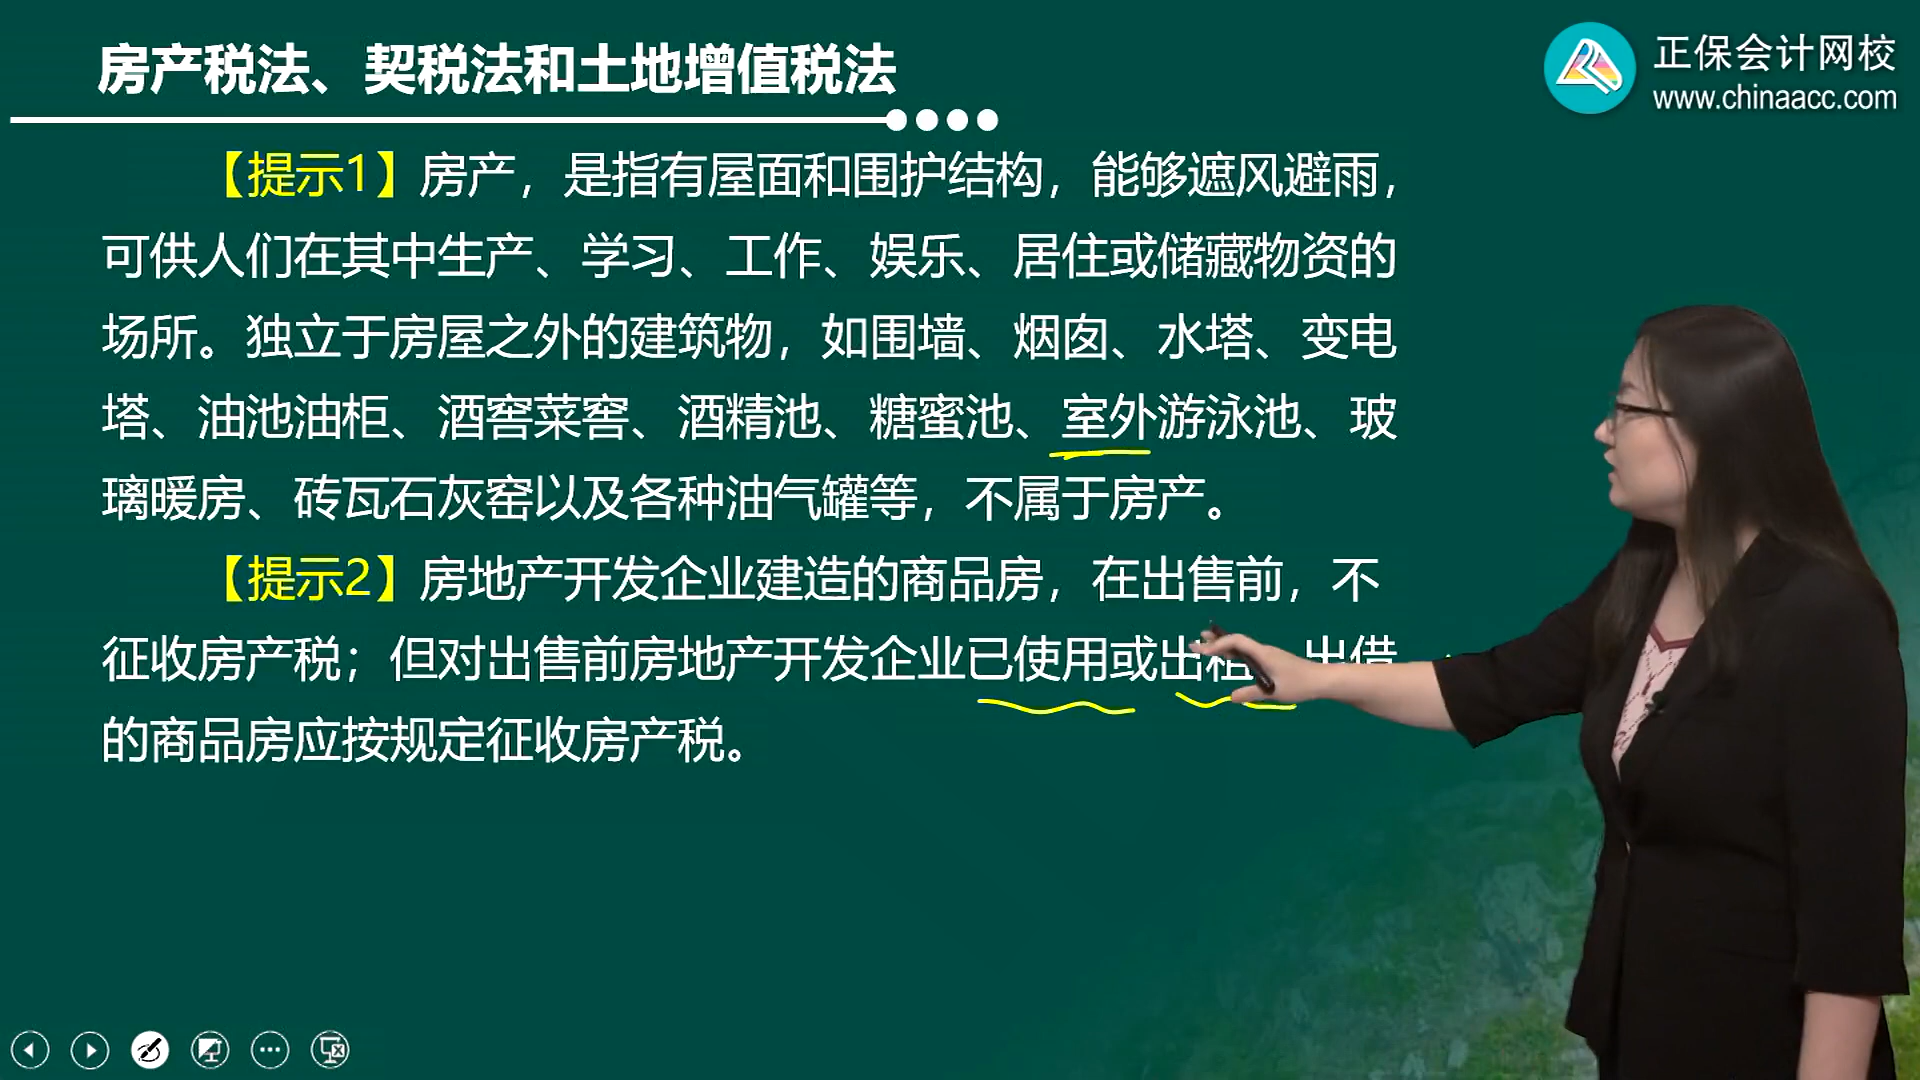 房产税法、契税法和土地增值税法
正保会计网校
www.chinaacc.com
【提示1】房产，是指有屋面和围护结构，能够遮风避雨，
可供人们在其中生产、学习、工作、娱乐、居住或储藏物资的
场所。独立于房屋之外的建筑物，如围墙、烟囱、水塔、变电
塔、油池油柜、酒窖菜窖、酒精池、糖蜜池、室外游泳池、玻
璃暖房、砖瓦石灰窑以及各种油气罐等，不属于房产。
【提示2】房地产开发企业建造的商品房，在出售前，不
征收房产税；但对出售前房地产开发企业已使用或出租、出借
的商品房应按规定征收房产税。